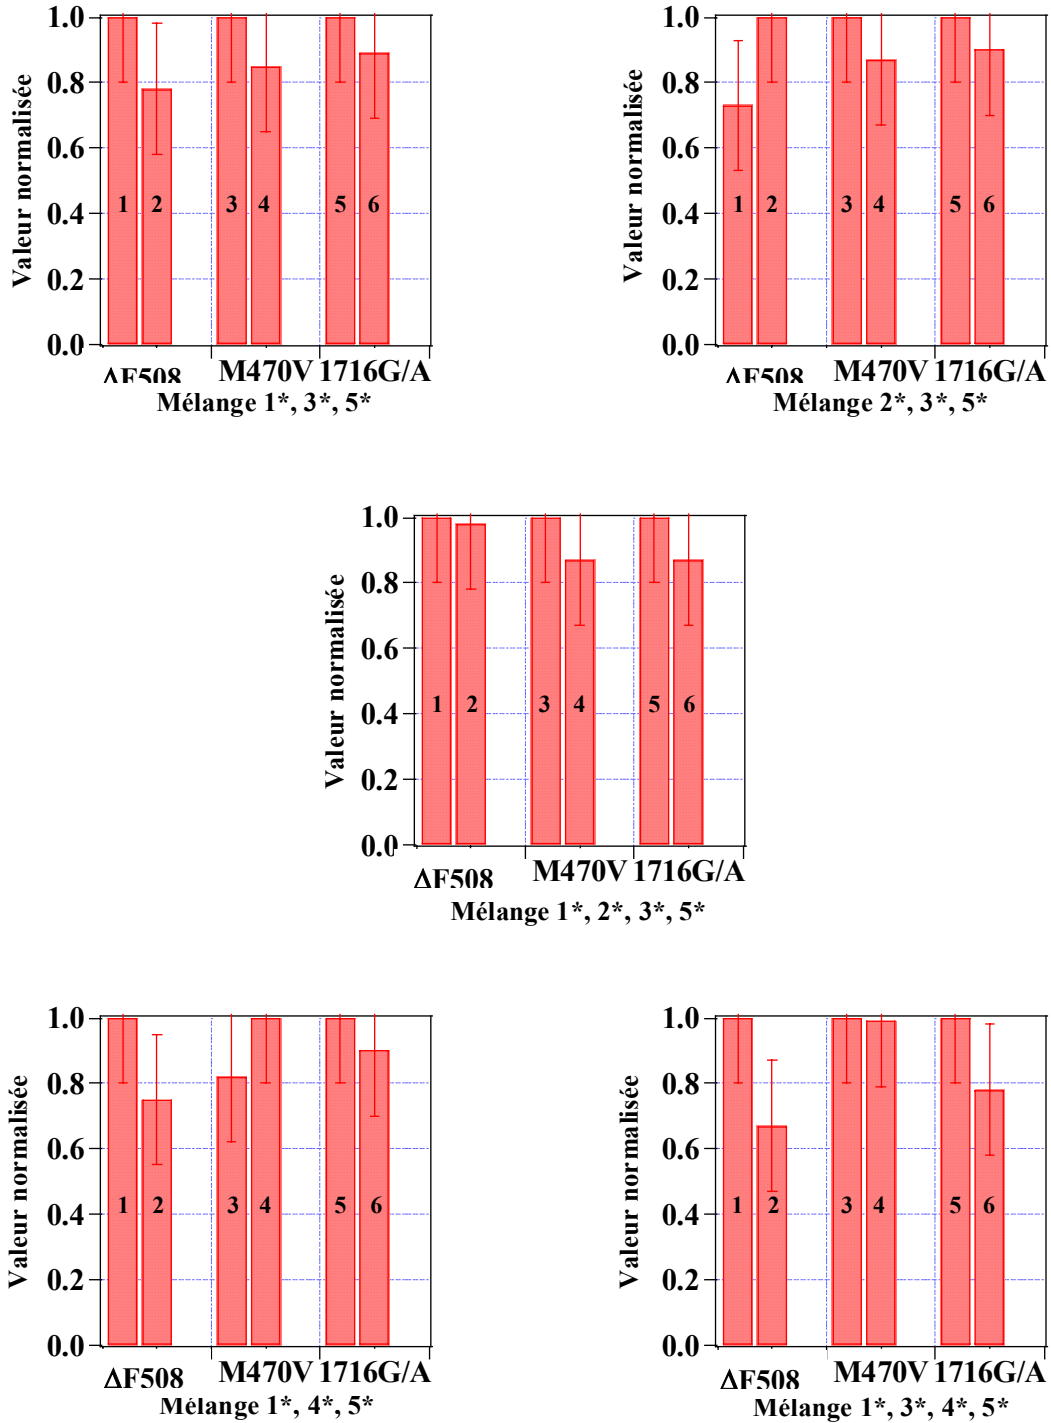 1.0
0.8
0.6
0.4
0.2
0.0
Valeur normalisée
1 2 3 4 5 6
ΔF508 M470V 1716G/A
Mélange 1*, 3*, 5*
1.0
0.8
0.6
0.4
0.2
0.0
Valeur normalisée
1 2 3 4 5 6
ΔF508 M470V 1716G/A
Mélange 2*, 3*, 5*
1.0
0.8
0.6
0.4
0.2
0.0
Valeur normalisée
1 2 3 4 5 6
ΔF508 M470V 1716G/A
Mélange 1*, 2*, 3*, 5*
1.0
0.8
0.6
0.4
0.2
0.0
Valeur normalisée
1 2 3 4 5 6
ΔF508 M470V 1716G/A
Mélange 1*, 4*, 5*
1.0
0.8
0.6
0.4
0.2
0.0
Valeur normalisée
1 2 3 4 5 6
ΔF508 M470V 1716G/A
Mélange 1*, 3*, 4*, 5*